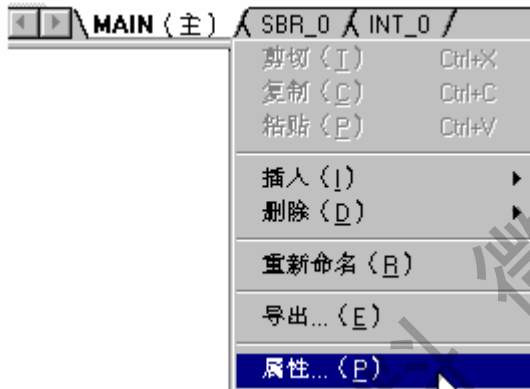 MAIN（主） SBR_0 INT_0
剪切（T） Ctrl+X
复制（C） Ctrl+C
粘贴（P） Ctrl+V
插入（I）
删除（D）
重新命名（R）
导出...（E）
属性...（P）